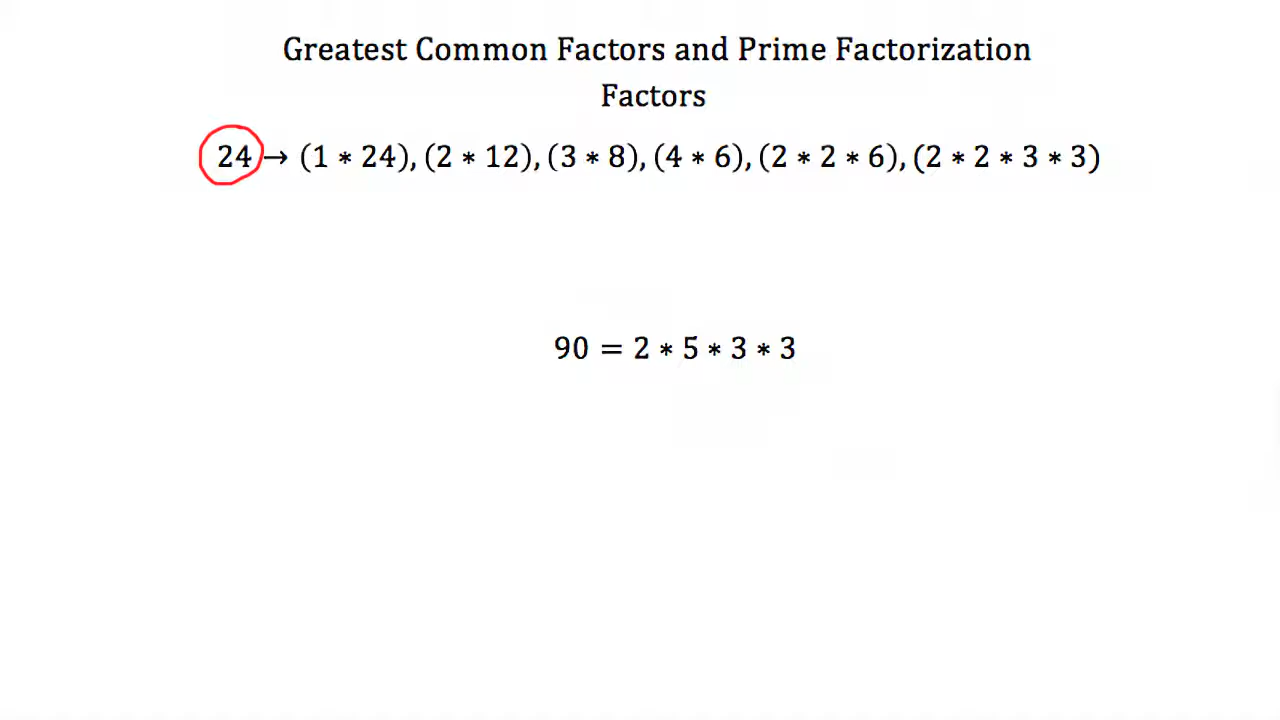 Greatest Common Factors and Prime Factorization
Factors
24 → (1 ∗ 24), (2 ∗ 12), (3 ∗ 8), (4 ∗ 6), (2 ∗ 2 ∗ 6), (2 ∗ 2 ∗ 3 ∗ 3)
90 = 2 ∗ 5 ∗ 3 ∗ 3